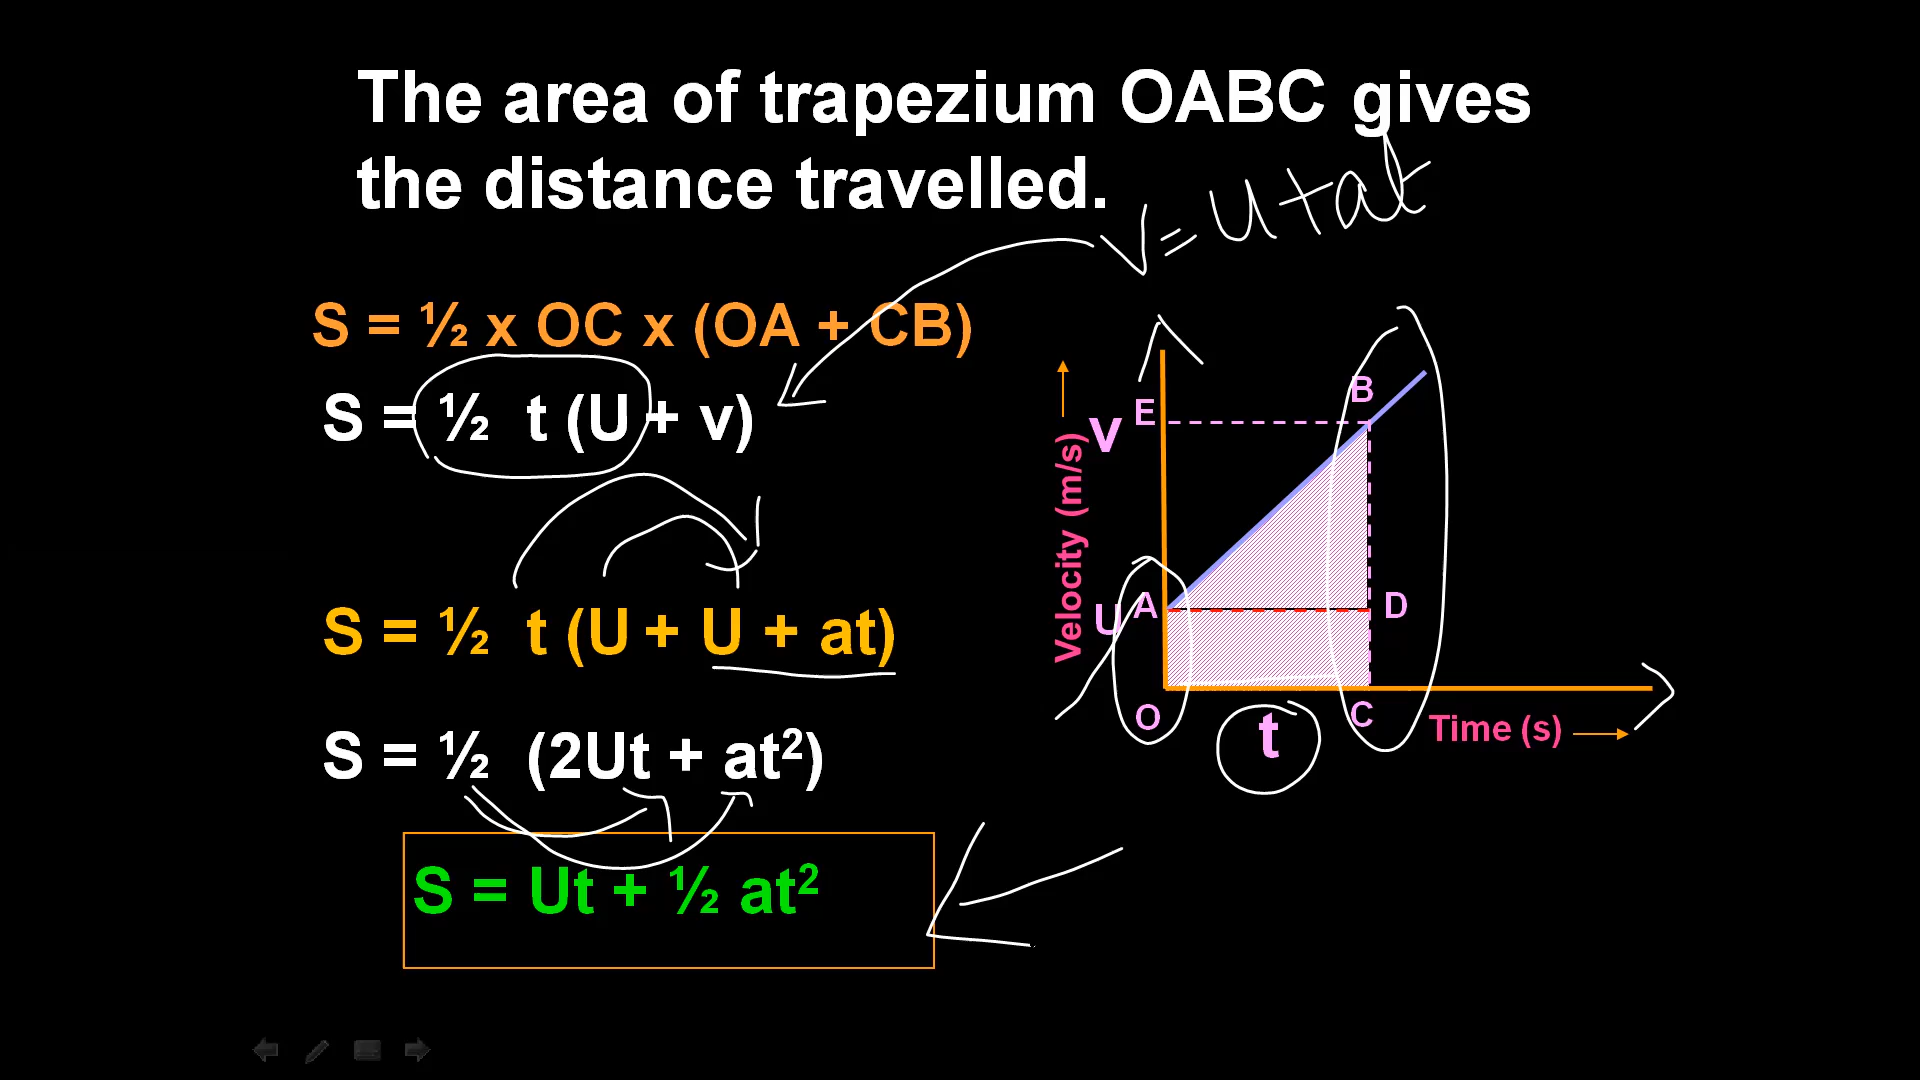 The area of trapezium OABC gives
the distance travelled.
v = u + at
S = ½ x OC x (OA + CB)
S = ½ t (U + v)
S = ½ t (U + U + at)
S = ½ (2Ut + at²)
S = Ut + ½ at²
B
E
V
Velocity (m/s)
A
D
U
O
t
C
Time (s)